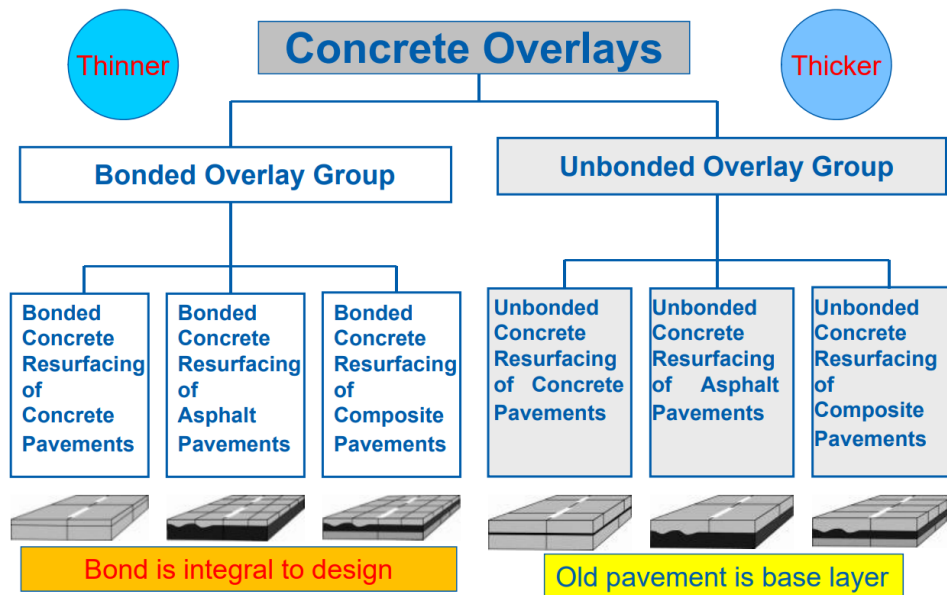 Concrete Overlays
Thinner
Thicker
Bonded Overlay Group
Unbonded Overlay Group
Bonded
Concrete
Resurfacing
of
Concrete
Pavements
Bonded
Concrete
Resurfacing
of
Asphalt
Pavements
Bonded
Concrete
Resurfacing
of
Composite
Pavements
Unbonded
Concrete
Resurfacing
of Concrete
Pavements
Unbonded
Concrete
Resurfacing
of Asphalt
Pavements
Unbonded
Concrete
Resurfacing
of
Composite
Pavements
Bond is integral to design
Old pavement is base layer